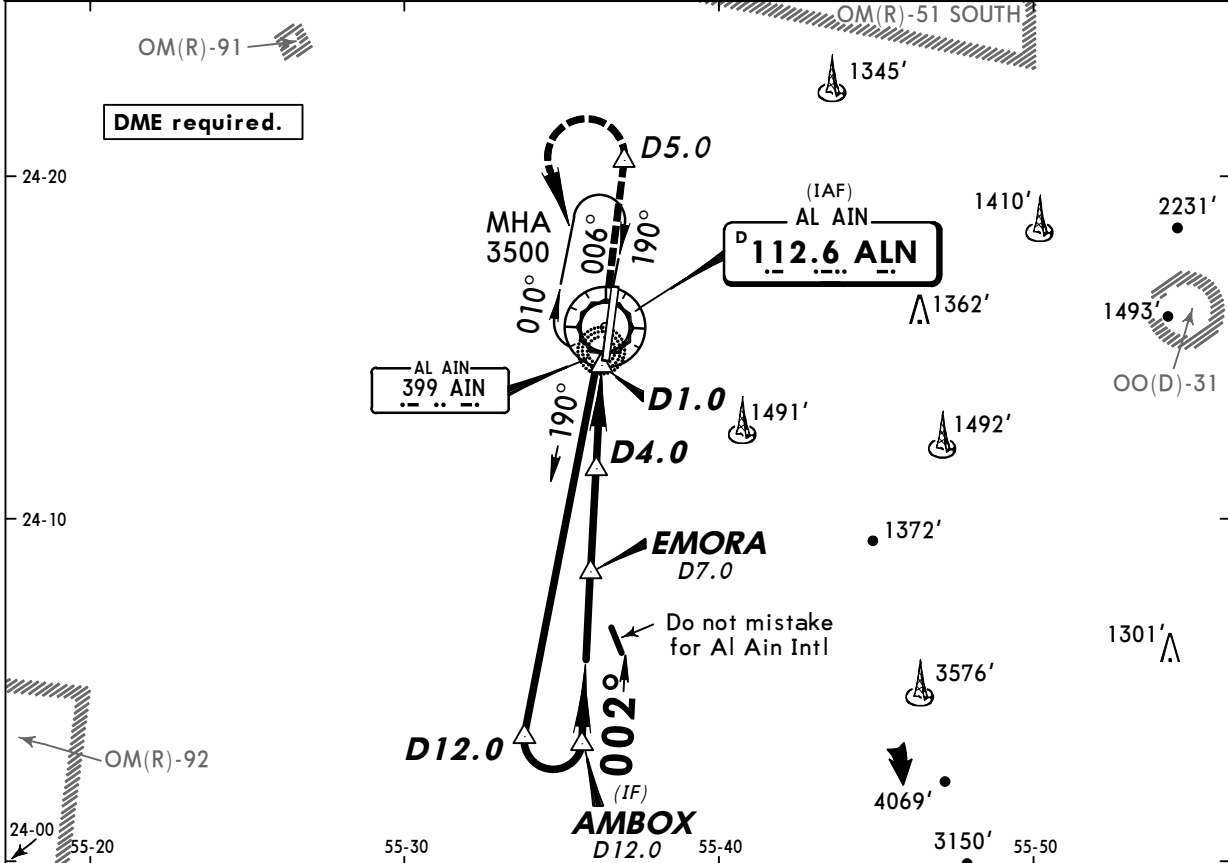 OM(R)-51 SOUTH
OM(R)-91
1345'
DME required.
D5.0
24-20
(IAF)
AL AIN
D 112.6 ALN
1410'
2231'
MHA
3500
006°
190°
010°
1362'
1493'
AL AIN
399 AIN
OO(D)-31
D1.0
190°
1491'
1492'
D4.0
24-10
1372'
EMORA
D7.0
Do not mistake
for Al Ain Intl
1301'
3576'
002°
D12.0
OM(R)-92
(IF)
AMBOX
D12.0
4069'
24-00
55-20
55-30
55-40
3150'
55-50